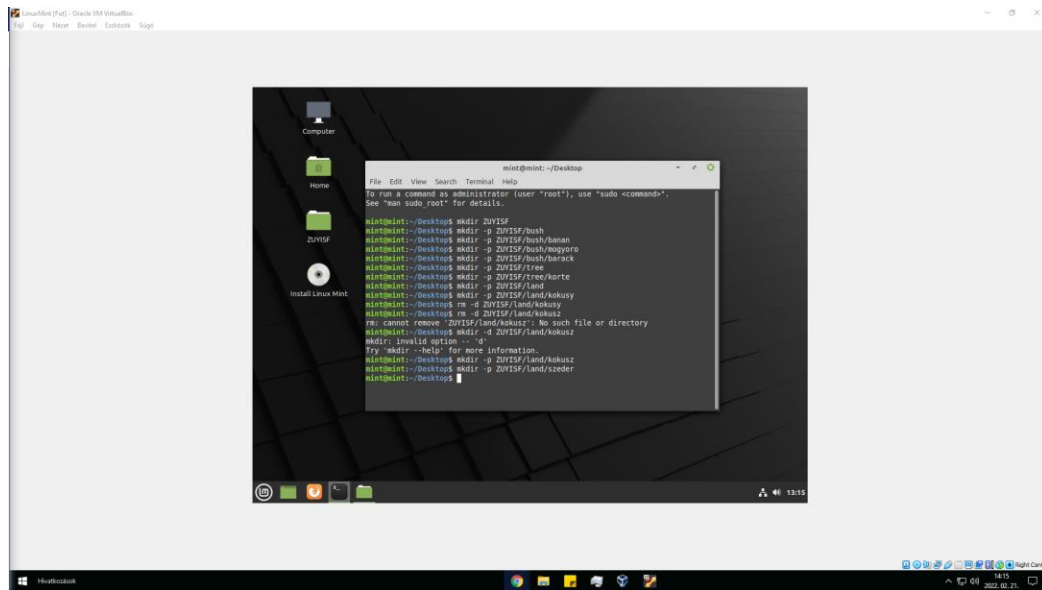 LinuxMint [Fut] - Oracle VM VirtualBox
Fájl Gép Nézet Bevitel Eszközök Súgó
Computer
Home
ZUYISF
Install Linux Mint
mint@mint: ~/Desktop
File Edit View Search Terminal Help
To run a command as administrator (user "root"), use "sudo <command>".
See "man sudo_root" for details.
mint@mint:~/Desktop$ mkdir ZUYISF
mint@mint:~/Desktop$ mkdir -p ZUYISF/bush
mint@mint:~/Desktop$ mkdir -p ZUYISF/bush/banan
mint@mint:~/Desktop$ mkdir -p ZUYISF/bush/mogyoro
mint@mint:~/Desktop$ mkdir -p ZUYISF/bush/barack
mint@mint:~/Desktop$ mkdir -p ZUYISF/tree
mint@mint:~/Desktop$ mkdir -p ZUYISF/tree/korte
mint@mint:~/Desktop$ mkdir -p ZUYISF/land
mint@mint:~/Desktop$ mkdir -p ZUYISF/land/kokusy
mint@mint:~/Desktop$ rm -d ZUYISF/land/kokusy
mint@mint:~/Desktop$ rm -d ZUYISF/land/kokusz
rm: cannot remove 'ZUYISF/land/kokusz': No such file or directory
mint@mint:~/Desktop$ mkdir -d ZUYISF/land/kokusz
mkdir: invalid option -- 'd'
Try 'mkdir --help' for more information.
mint@mint:~/Desktop$ mkdir -p ZUYISF/land/kokusz
mint@mint:~/Desktop$ mkdir -p ZUYISF/land/szeder
mint@mint:~/Desktop$
13:15
Right Cont
Hivatkozások
14:15
2022. 02. 21.